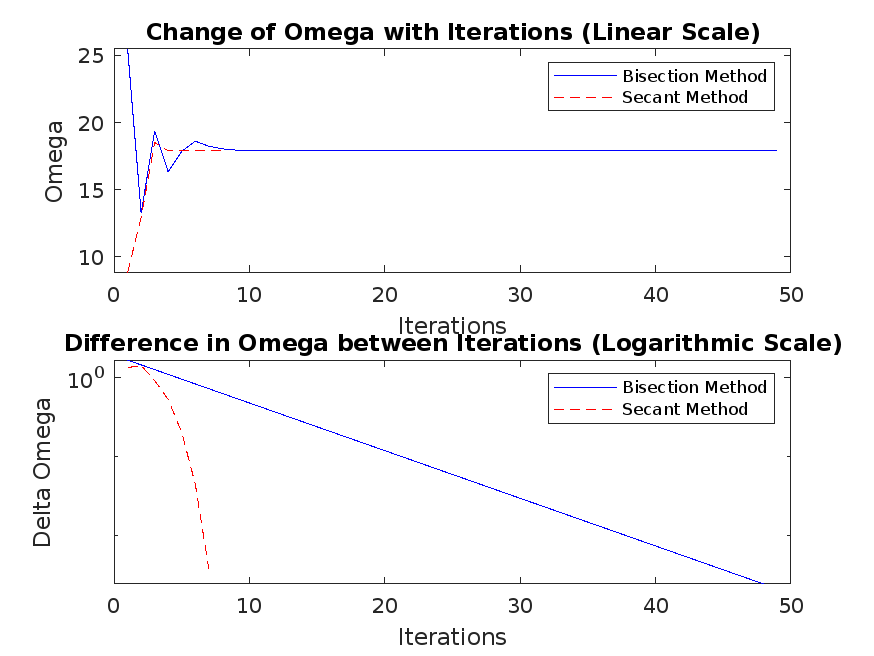 Change of Omega with Iterations (Linear Scale)
25
20
15
10
Omega
Bisection Method
Secant Method
0 10 20 30 40 50
Iterations
Difference in Omega between Iterations (Logarithmic Scale)
10⁰
Delta Omega
Bisection Method
Secant Method
0 10 20 30 40 50
Iterations